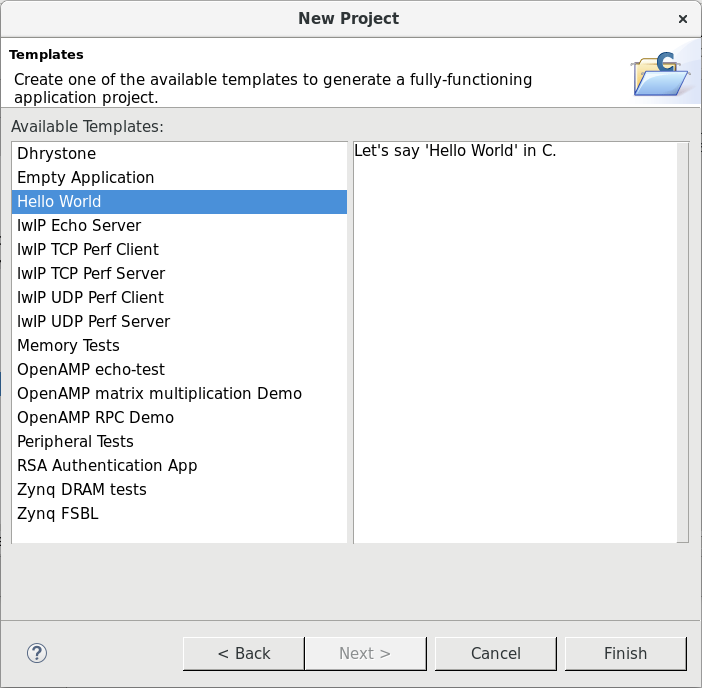 New Project
×
Templates
Create one of the available templates to generate a fully-functioning
application project.
C
Available Templates:
Dhrystone
Empty Application
Hello World
lwIP Echo Server
lwIP TCP Perf Client
lwIP TCP Perf Server
lwIP UDP Perf Client
lwIP UDP Perf Server
Memory Tests
OpenAMP echo-test
OpenAMP matrix multiplication Demo
OpenAMP RPC Demo
Peripheral Tests
RSA Authentication App
Zynq DRAM tests
Zynq FSBL
Let's say 'Hello World' in C.
?
< Back
Next >
Cancel
Finish